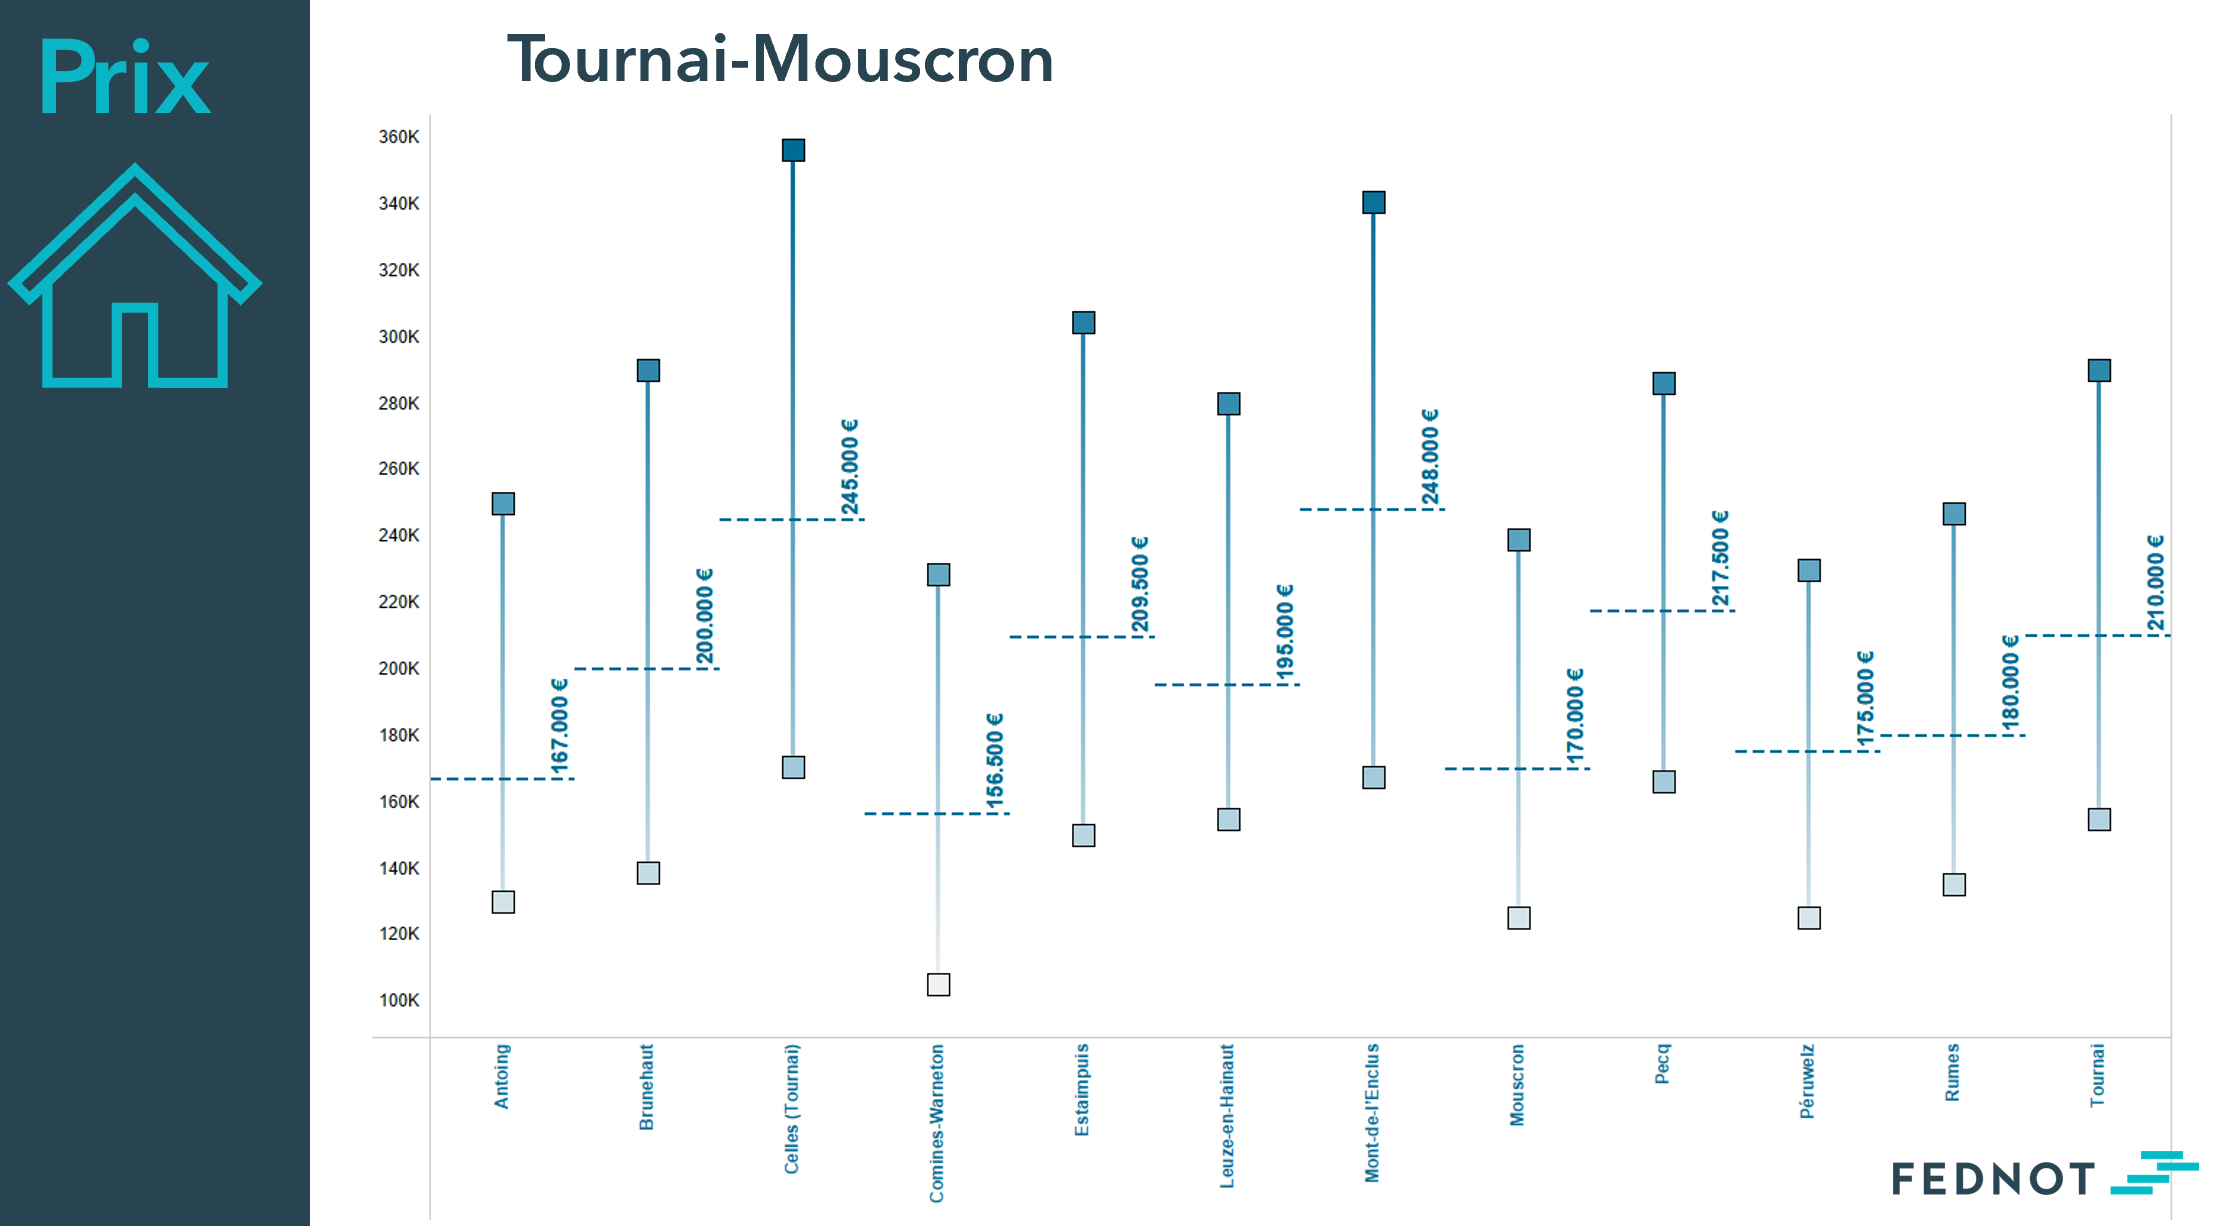 Prix
Tournai-Mouscron
360K
340K
320K
300K
280K
260K
240K
220K
200K
180K
160K
140K
120K
100K
167.000 €
200.000 €
245.000 €
156.500 €
209.500 €
195.000 €
248.000 €
170.000 €
217.500 €
175.000 €
180.000 €
210.000 €
Antoing
Brunehaut
Celles (Tournai)
Comines-Warneton
Estaimpuis
Leuze-en-Hainaut
Mont-de-l'Enclus
Mouscron
Pecq
Péruwelz
Rumes
Tournai
FEDNOT